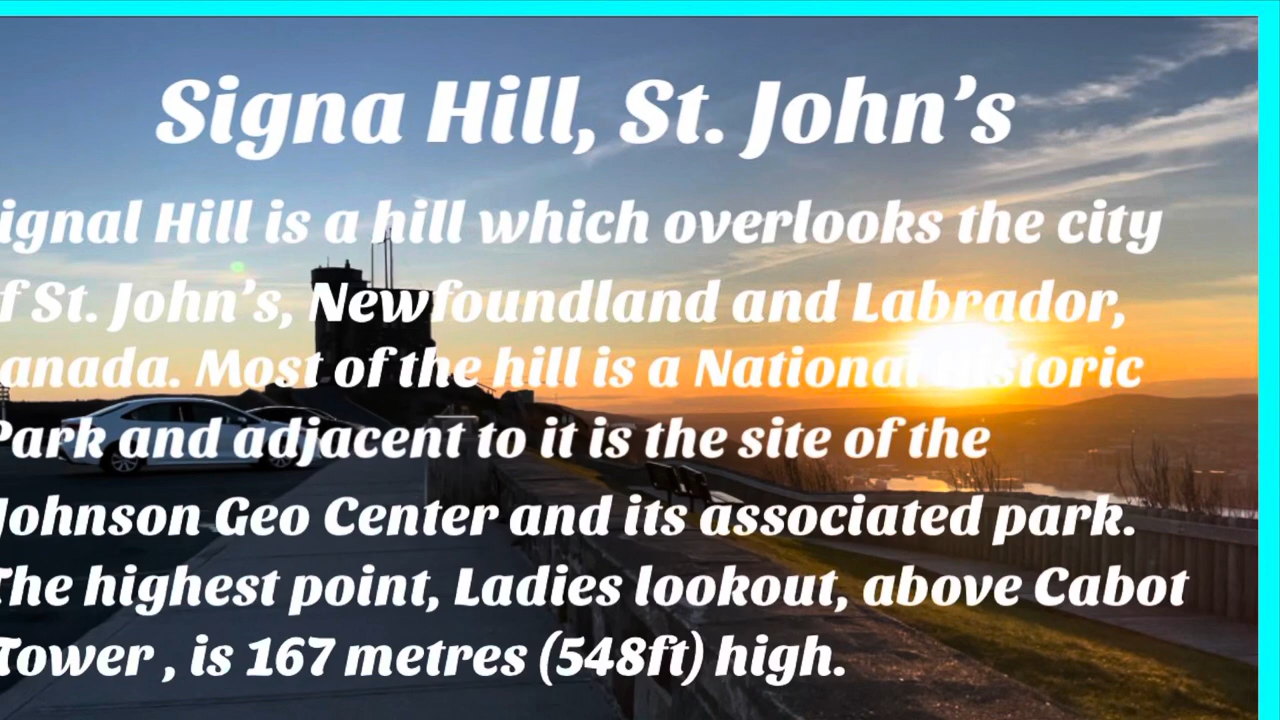 Signa Hill, St. John's
ignal Hill is a hill which overlooks the city
f St. John's, Newfoundland and Labrador,
anada. Most of the hill is a National Historic
Park and adjacent to it is the site of the
Johnson Geo Center and its associated park.
The highest point, Ladies lookout, above Cabot
Tower , is 167 metres (548ft) high.